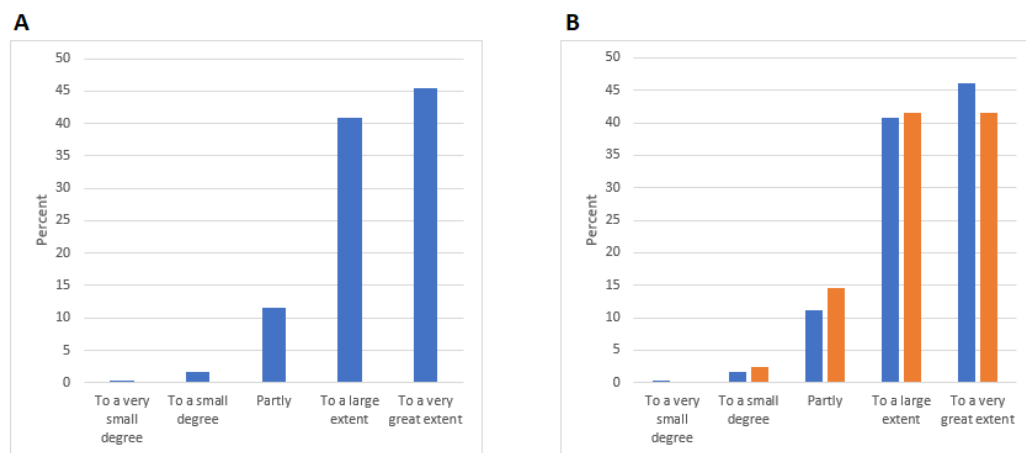 A
50
45
40
35
30
25
20
15
10
5
0
Percent
To a very
small
degree
To a small
degree
Partly
To a large
extent
To a very
great extent
B
50
45
40
35
30
25
20
15
10
5
0
Percent
To a very
small
degree
To a small
degree
Partly
To a large
extent
To a very
great extent